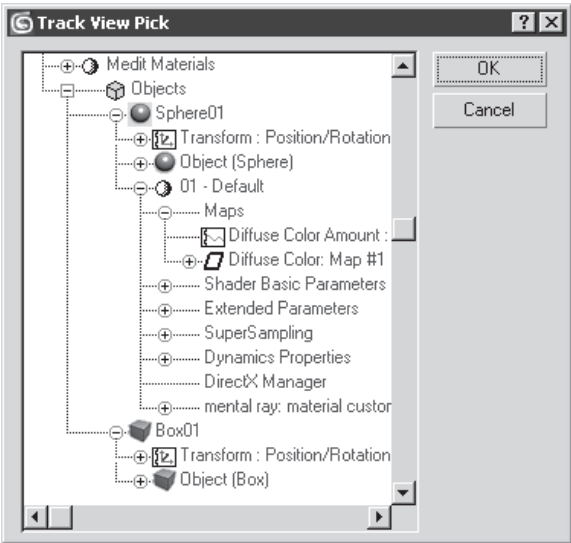 Track View Pick
OK
Cancel
Medit Materials
Objects
Sphere01
Transform : Position/Rotation
Object (Sphere)
01 - Default
Maps
Diffuse Color Amount :
Diffuse Color: Map #1
Shader Basic Parameters
Extended Parameters
SuperSampling
Dynamics Properties
DirectX Manager
mental ray: material custor
Box01
Transform : Position/Rotation
Object (Box)